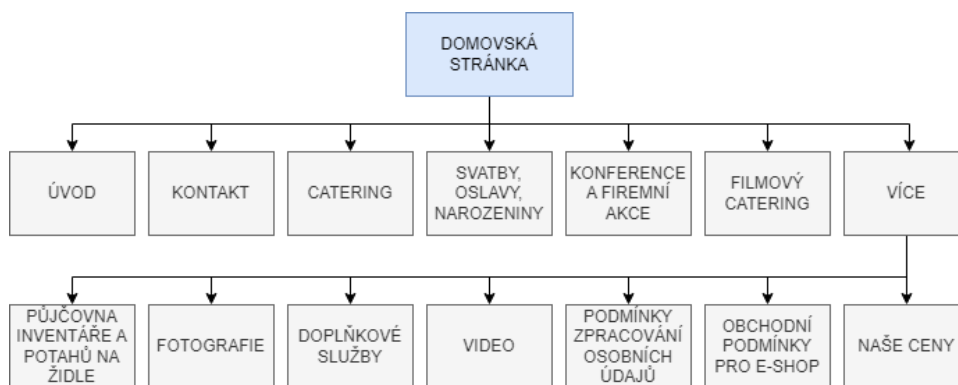 DOMOVSKÁ
STRÁNKA
ÚVOD
KONTAKT
CATERING
SVATBY,
OSLAVY,
NAROZENINY
KONFERENCE
A FIREMNÍ
AKCE
FILMOVÝ
CATERING
VÍCE
PŮJČOVNA
INVENTÁŘE A
POTAHŮ NA
ŽIDLE
FOTOGRAFIE
DOPLŇKOVÉ
SLUŽBY
VIDEO
PODMÍNKY
ZPRACOVÁNÍ
OSOBNÍCH
ÚDAJŮ
OBCHODNÍ
PODMÍNKY
PRO E-SHOP
NAŠE CENY